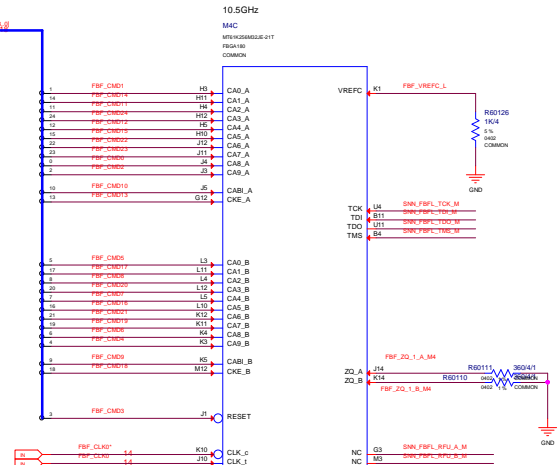 10.5GHz
M4C
MT61K256M32JE-21T
FBGA180
COMMON
1 FBF_CMD1 H3 CA0_A
14 FBF_CMD14 H11 CA1_A
11 FBF_CMD11 H4 CA2_A
24 FBF_CMD24 H12 CA3_A
12 FBF_CMD12 H5 CA4_A
15 FBF_CMD15 H10 CA5_A
22 FBF_CMD22 J12 CA6_A
23 FBF_CMD23 J11 CA7_A
0 FBF_CMD0 J4 CA8_A
2 FBF_CMD2 J3 CA9_A
10 FBF_CMD10 J5 CABI_A
13 FBF_CMD13 G12 CKE_A
VREFC K1 FBF_VREFC_L
R60126
1K/4
5 %
0402
COMMON
GND
TCK U4 SNN_FBFL_TCK_M
TDI B11 SNN_FBFL_TDI_M
TDO U11 SNN_FBFL_TDO_M
TMS B4 SNN_FBFL_TMS_M
5 FBF_CMD5 L3 CA0_B
17 FBF_CMD17 L11 CA1_B
8 FBF_CMD8 L4 CA2_B
20 FBF_CMD20 L12 CA3_B
7 FBF_CMD7 L5 CA4_B
16 FBF_CMD16 L10 CA5_B
21 FBF_CMD21 K12 CA6_B
19 FBF_CMD19 K11 CA7_B
6 FBF_CMD6 K4 CA8_B
4 FBF_CMD4 K3 CA9_B
9 FBF_CMD9 K5 CABI_B
18 FBF_CMD18 M12 CKE_B
FBF_ZQ_1_A_M4
ZQ_A J14 R60111 360/4/1
ZQ_B K14 R60110 0402 COMMON
FBF_ZQ_1_B_M4 0402 1 % COMMON
3 FBF_CMD3 J1 RESET
GND
IN FBF_CLK0* 14 K10 CLK_c
IN FBF_CLK0 14 J10 CLK_t
NC G3 SNN_FBFL_RFU_A_M
NC M3 SNN_FBFL_RFU_B_M